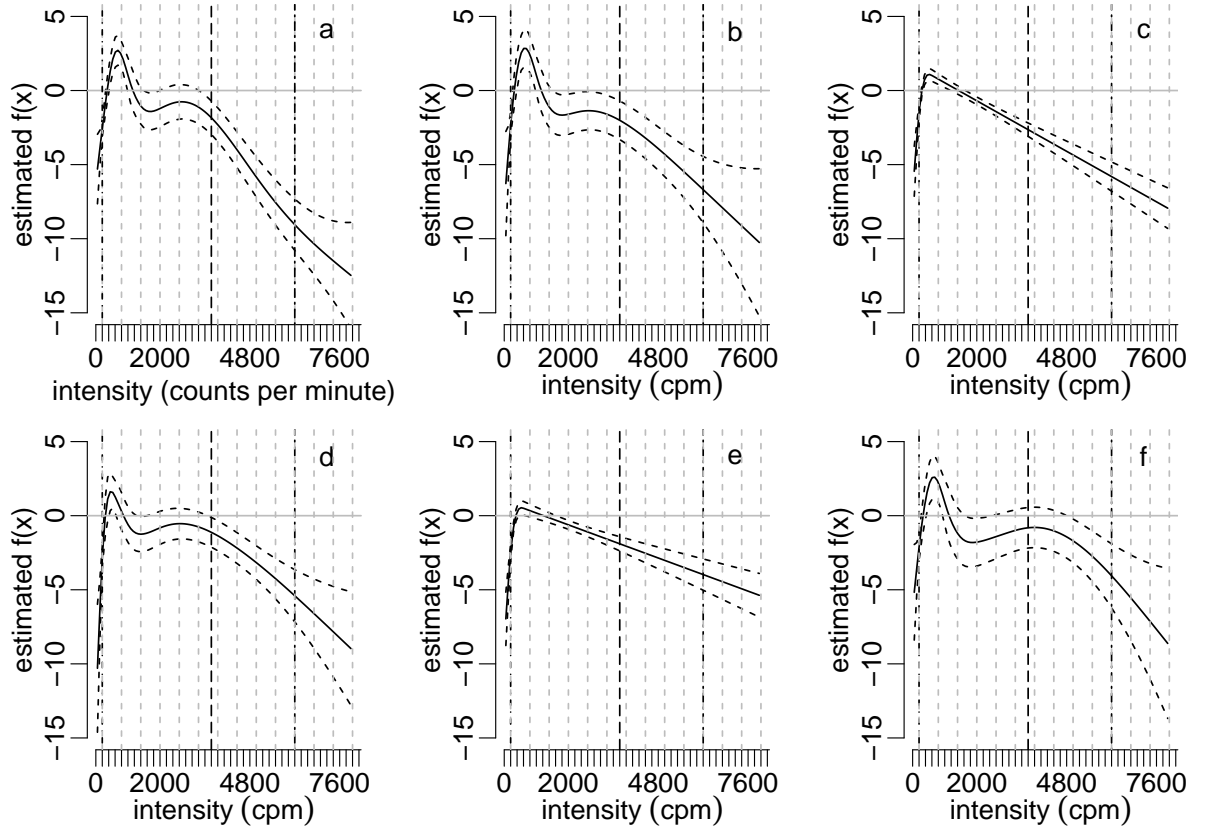 a
estimated f(x)
5
0
−5
−10
−15
0 2000 4800 7600
intensity (counts per minute)
b
estimated f(x)
5
0
−5
−10
−15
0 2000 4800 7600
intensity (cpm)
c
estimated f(x)
5
0
−5
−10
−15
0 2000 4800 7600
intensity (cpm)
d
estimated f(x)
5
0
−5
−10
−15
0 2000 4800 7600
intensity (cpm)
e
estimated f(x)
5
0
−5
−10
−15
0 2000 4800 7600
intensity (cpm)
f
estimated f(x)
5
0
−5
−10
−15
0 2000 4800 7600
intensity (cpm)